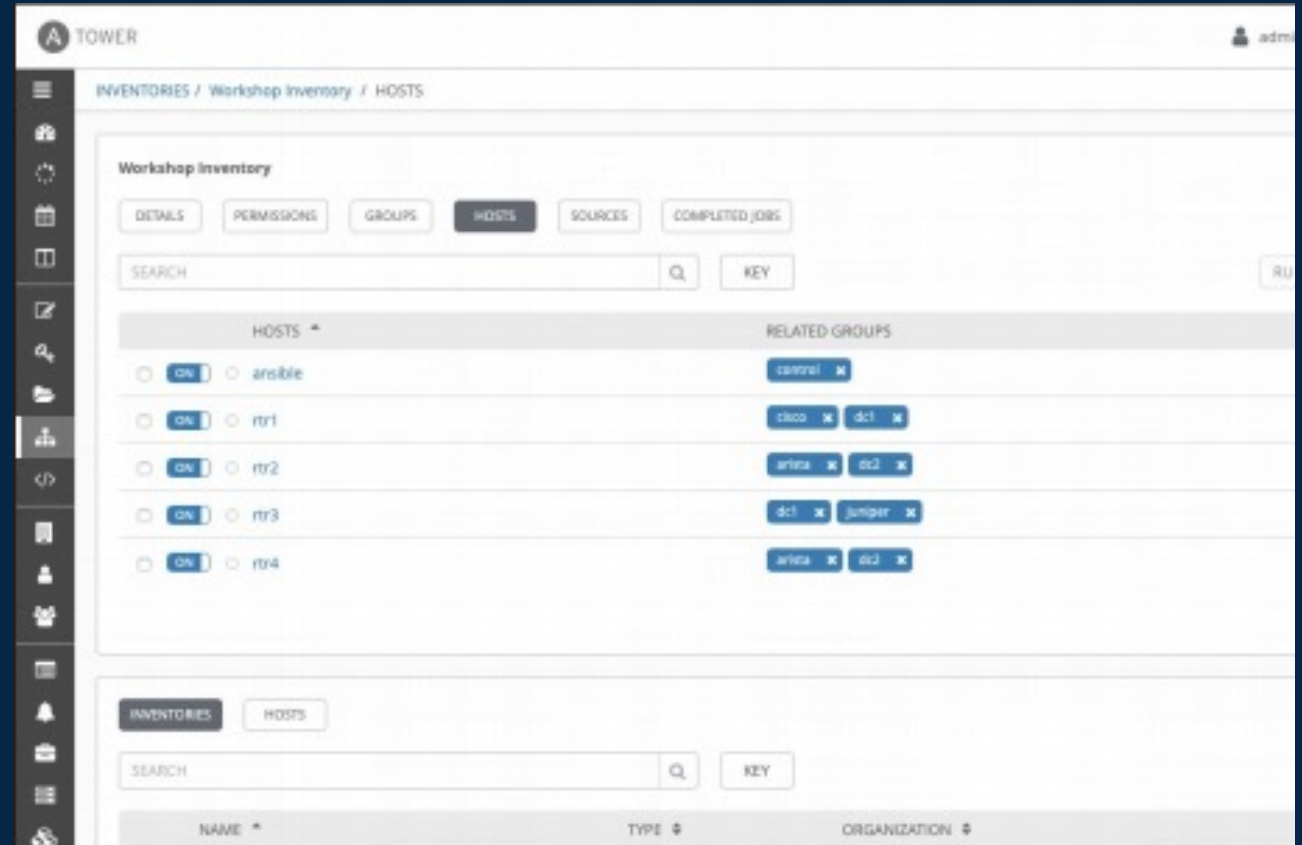 A TOWER admi
INVENTORIES / Workshop Inventory / HOSTS
Workshop Inventory
DETAILS PERMISSIONS GROUPS HOSTS SOURCES COMPLETED JOBS
SEARCH KEY RU
HOSTS RELATED GROUPS
ON ansible control
ON rtr1 cisco dc1
ON rtr2 arista dc2
ON rtr3 dc1 juniper
ON rtr4 arista dc2
INVENTORIES HOSTS
SEARCH KEY
NAME TYPE ORGANIZATION